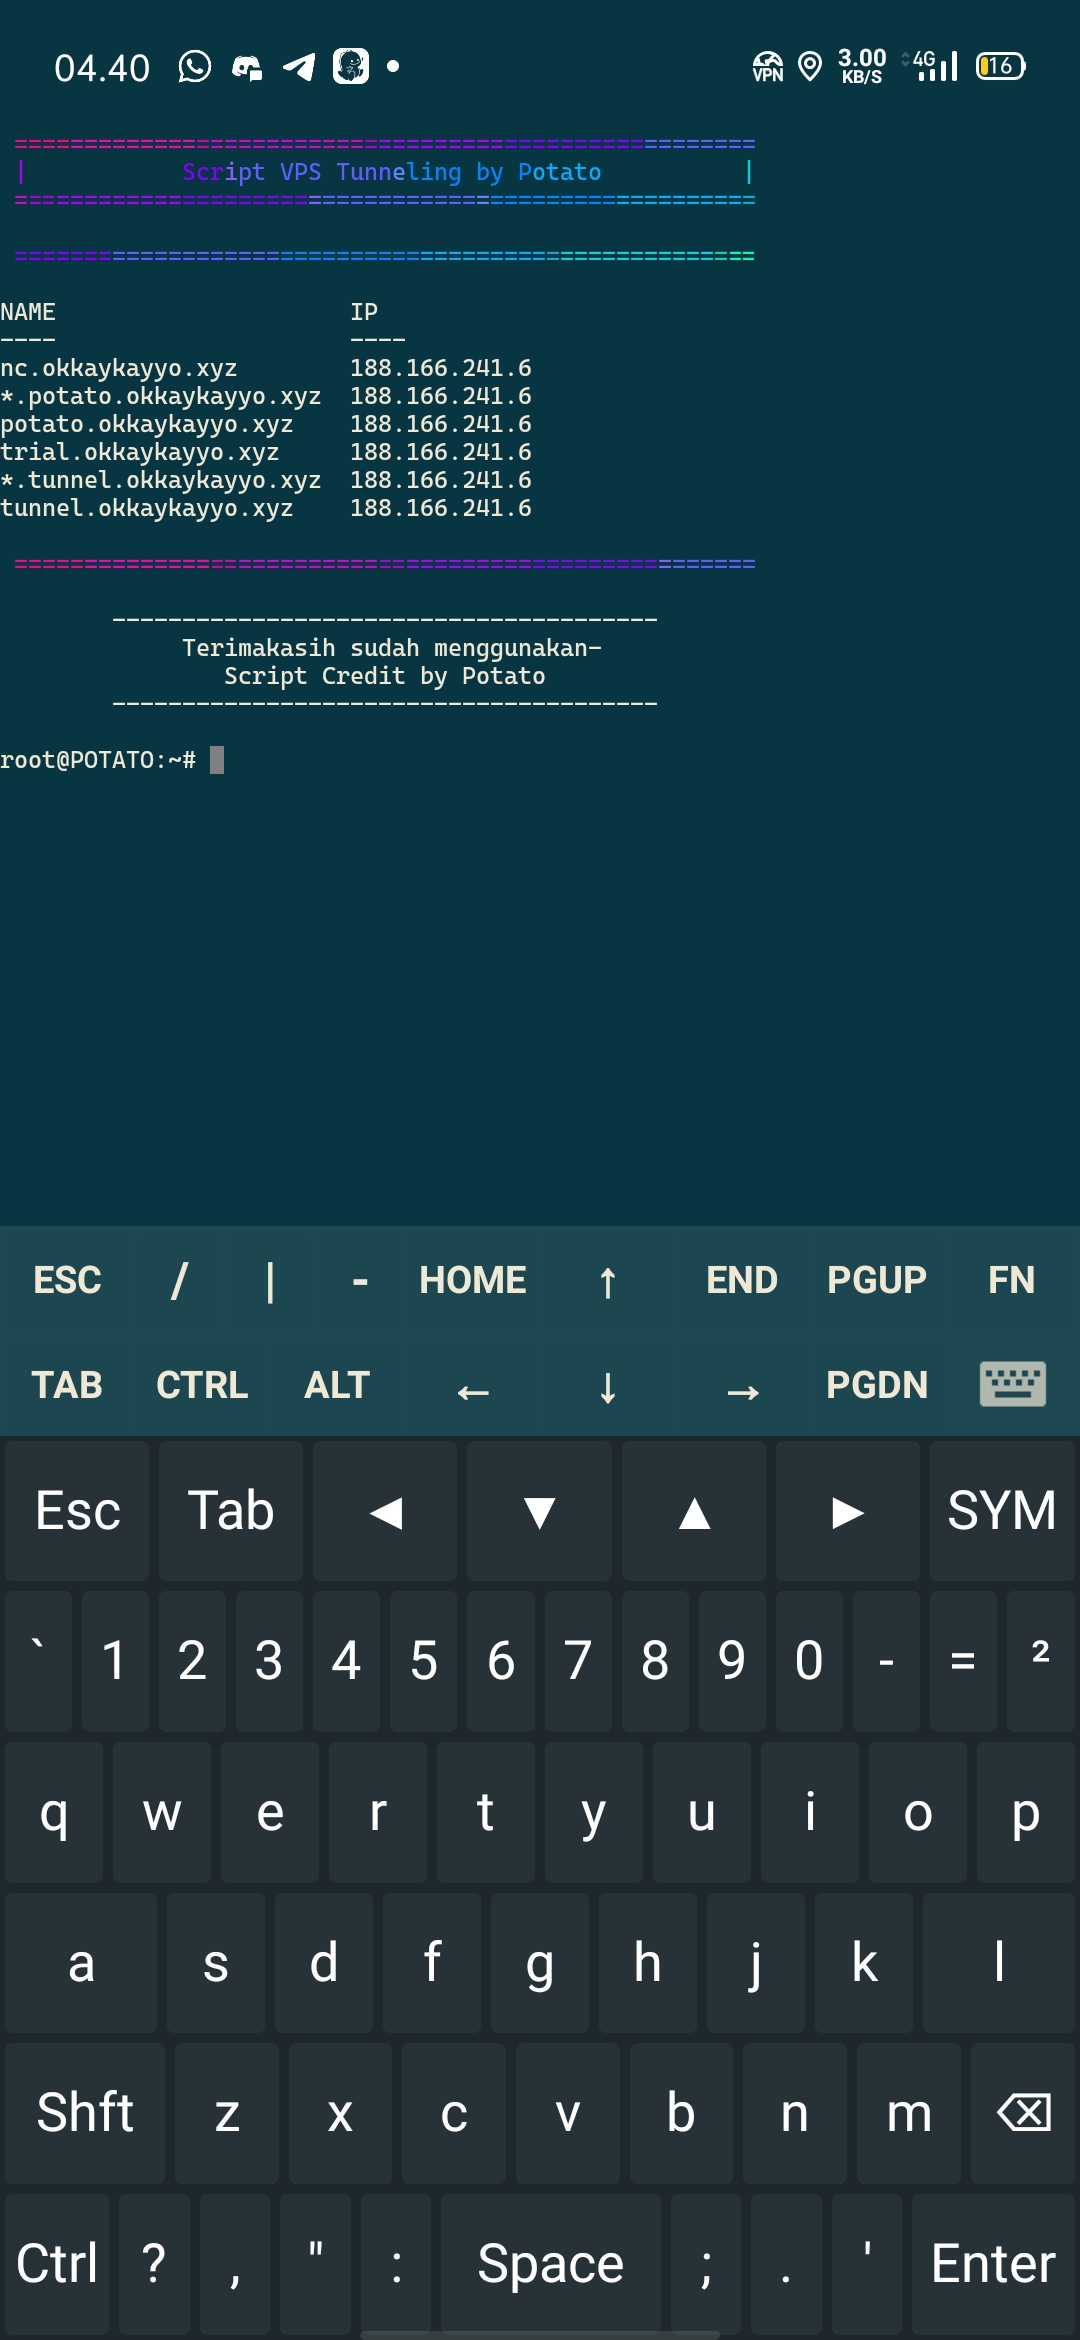 04.40 VPN 3.00 KB/S 4G 16
=====================================================
| Script VPS Tunneling by Potato |
=====================================================
=====================================================
NAME IP
---- ----
nc.okkaykayyo.xyz 188.166.241.6
*.potato.okkaykayyo.xyz 188.166.241.6
potato.okkaykayyo.xyz 188.166.241.6
trial.okkaykayyo.xyz 188.166.241.6
*.tunnel.okkaykayyo.xyz 188.166.241.6
tunnel.okkaykayyo.xyz 188.166.241.6
=====================================================
---------------------------------------
Terimakasih sudah menggunakan-
Script Credit by Potato
---------------------------------------
root@POTATO:~#
ESC / | - HOME ↑ END PGUP FN
TAB CTRL ALT ← ↓ → PGDN
Esc Tab ◀ ▼ ▲ ▶ SYM
` 1 2 3 4 5 6 7 8 9 0 - = ²
q w e r t y u i o p
a s d f g h j k l
Shft z x c v b n m ⌫
Ctrl ? , " : Space ; . ' Enter